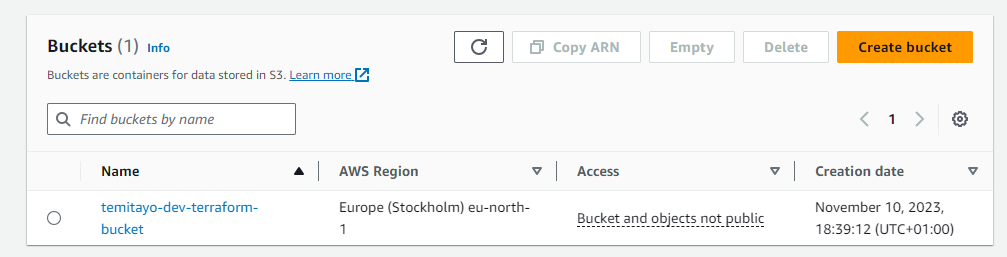 Buckets (1) Info
Copy ARN
Empty
Delete
Create bucket
Buckets are containers for data stored in S3. Learn more
Find buckets by name
1
Name
AWS Region
Access
Creation date
temitayo-dev-terraform-
bucket
Europe (Stockholm) eu-north-
1
Bucket and objects not public
November 10, 2023,
18:39:12 (UTC+01:00)